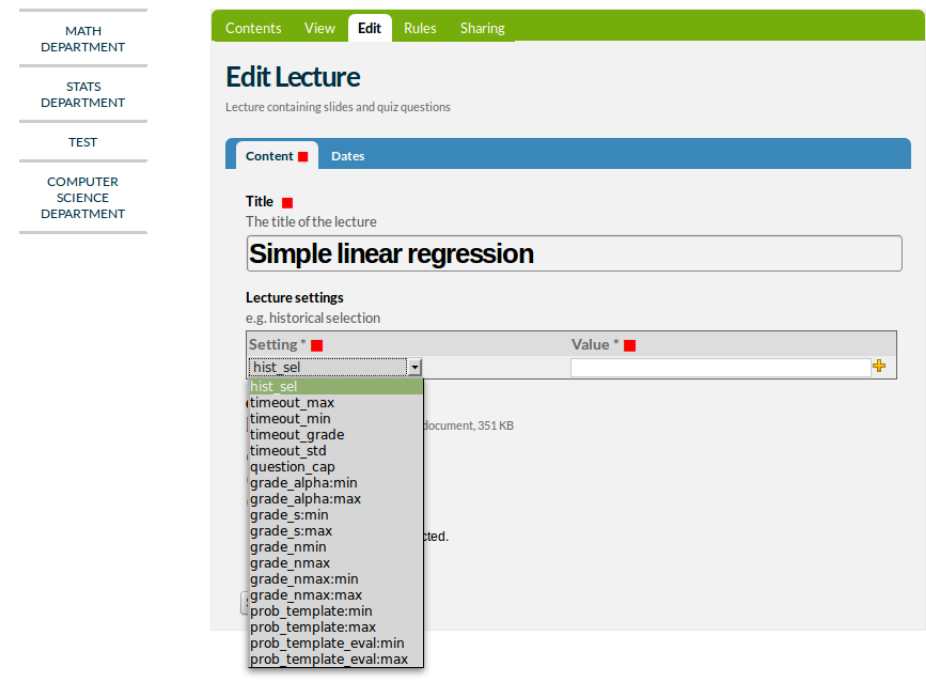 MATH
DEPARTMENT
STATS
DEPARTMENT
TEST
COMPUTER
SCIENCE
DEPARTMENT
Contents View Edit Rules Sharing
Edit Lecture
Lecture containing slides and quiz questions
Content Dates
Title
The title of the lecture
Simple linear regression
Lecture settings
e.g. historical selection
Setting * Value *
hist_sel
hist_sel
timeout_max
timeout_min
timeout_grade
document, 351 KB
timeout_std
question_cap
grade_alpha:min
grade_alpha:max
grade_s:min
grade_s:max
cted.
grade_nmin
grade_nmax
grade_nmax:min
grade_nmax:max
prob_template:min
prob_template:max
prob_template_eval:min
prob_template_eval:max